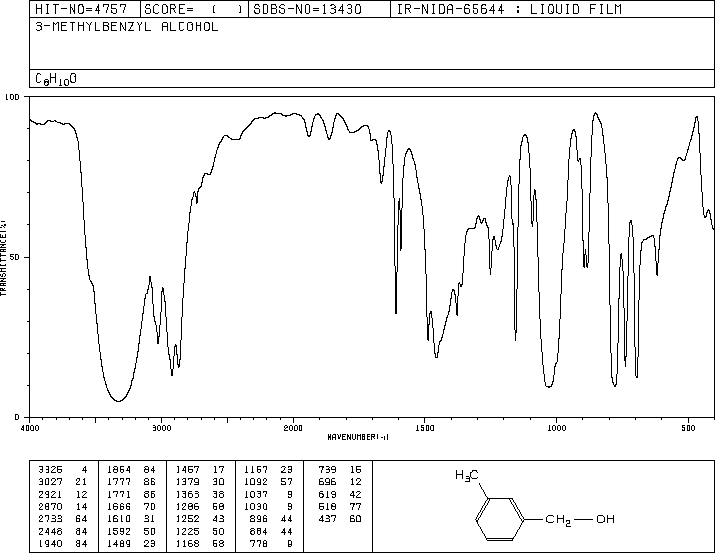 HIT-NO=4757 SCORE= ( ) SDBS-NO=13430 IR-NIDA-65644 : LIQUID FILM
3-METHYLBENZYL ALCOHOL
C8H10O
100
TRANSMITTANCE(%)
50
0
4000 3000 2000 1500 1000 500
WAVENUMBER(-1)
3325 4 1864 84 1457 17 1157 23 739 15
3027 21 1777 86 1379 30 1092 57 696 12
2921 12 1771 86 1363 38 1037 9 619 42
2870 14 1666 70 1286 58 1030 9 518 77
2733 64 1610 31 1252 43 896 44 437 60
2446 84 1592 50 1225 50 884 44
1940 84 1489 23 1168 58 778 9
H3C
CH2 OH